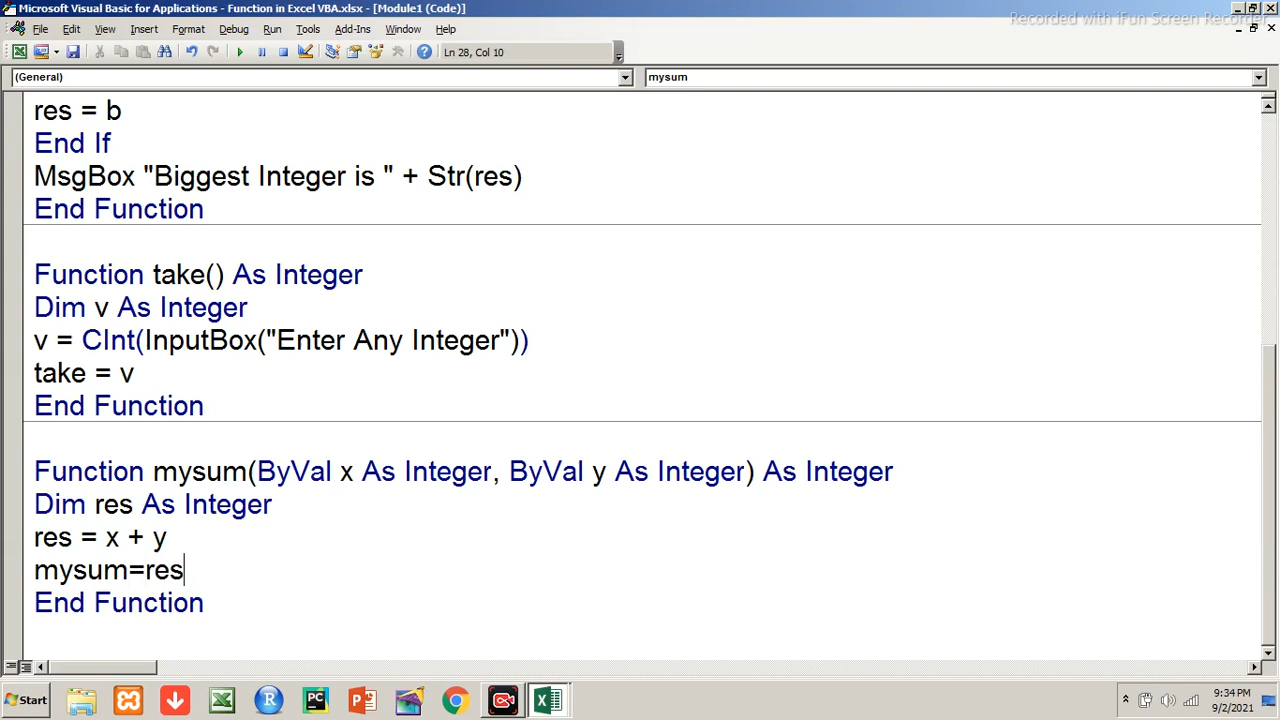 Microsoft Visual Basic for Applications - Function in Excel VBA.xlsx - [Module1 (Code)]
Recorded with iFun Screen Recorder
File Edit View Insert Format Debug Run Tools Add-Ins Window Help
Ln 28, Col 10
(General) mysum
res = b
End If
MsgBox "Biggest Integer is " + Str(res)
End Function
Function take() As Integer
Dim v As Integer
v = CInt(InputBox("Enter Any Integer"))
take = v
End Function
Function mysum(ByVal x As Integer, ByVal y As Integer) As Integer
Dim res As Integer
res = x + y
mysum=res
End Function
Start
PC
9:34 PM
9/2/2021